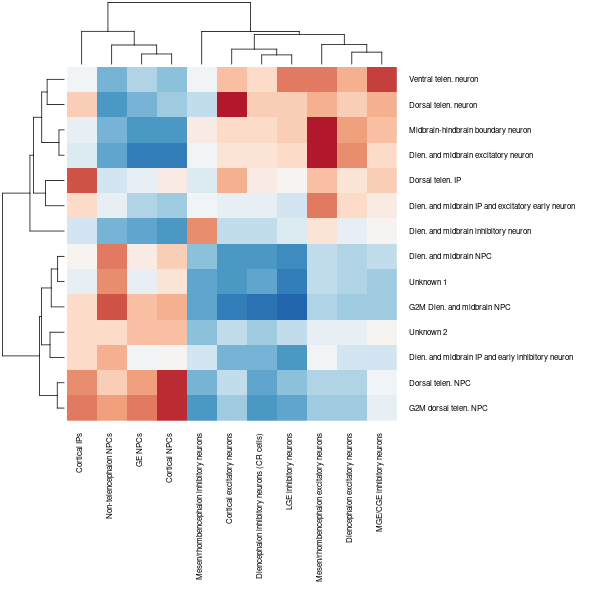 Ventral telen. neuron
Dorsal telen. neuron
Midbrain-hindbrain boundary neuron
Dien. and midbrain excitatory neuron
Dorsal telen. IP
Dien. and midbrain IP and excitatory early neuron
Dien. and midbrain inhibitory neuron
Dien. and midbrain NPC
Unknown 1
G2M Dien. and midbrain NPC
Unknown 2
Dien. and midbrain IP and early inhibitory neuron
Dorsal telen. NPC
G2M dorsal telen. NPC
Cortical IPs
Non-telencephalon NPCs
GE NPCs
Cortical NPCs
Mesen/rhombencephalon inhibitory neurons
Cortical excitatory neurons
Diencephalon inhibitory neurons (CR cells)
LGE inhibitory neurons
Mesen/rhombencephalon excitatory neurons
Diencephalon excitatory neurons
MGE/CGE inhibitory neurons